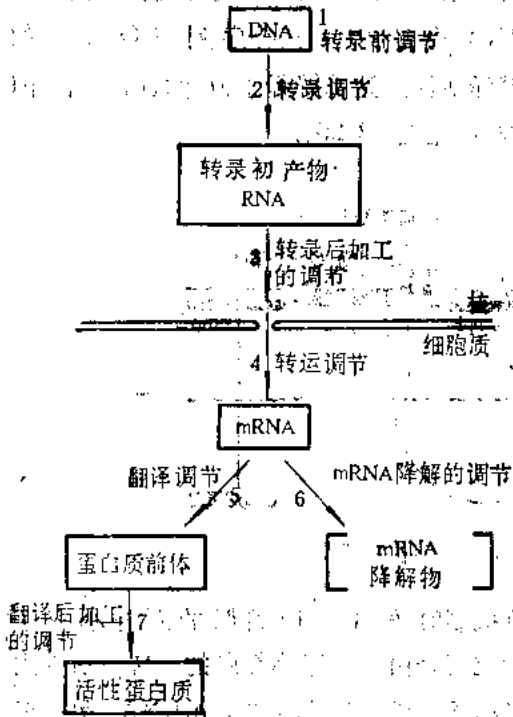 DNA
1
转录前调节
2 转录调节
转录初产物
RNA
3 转录后加工
的调节
核
细胞质
4 转运调节
mRNA
翻译调节
5
6
mRNA降解的调节
蛋白质前体
mRNA
降解物
翻译后加工
的调节
7
活性蛋白质